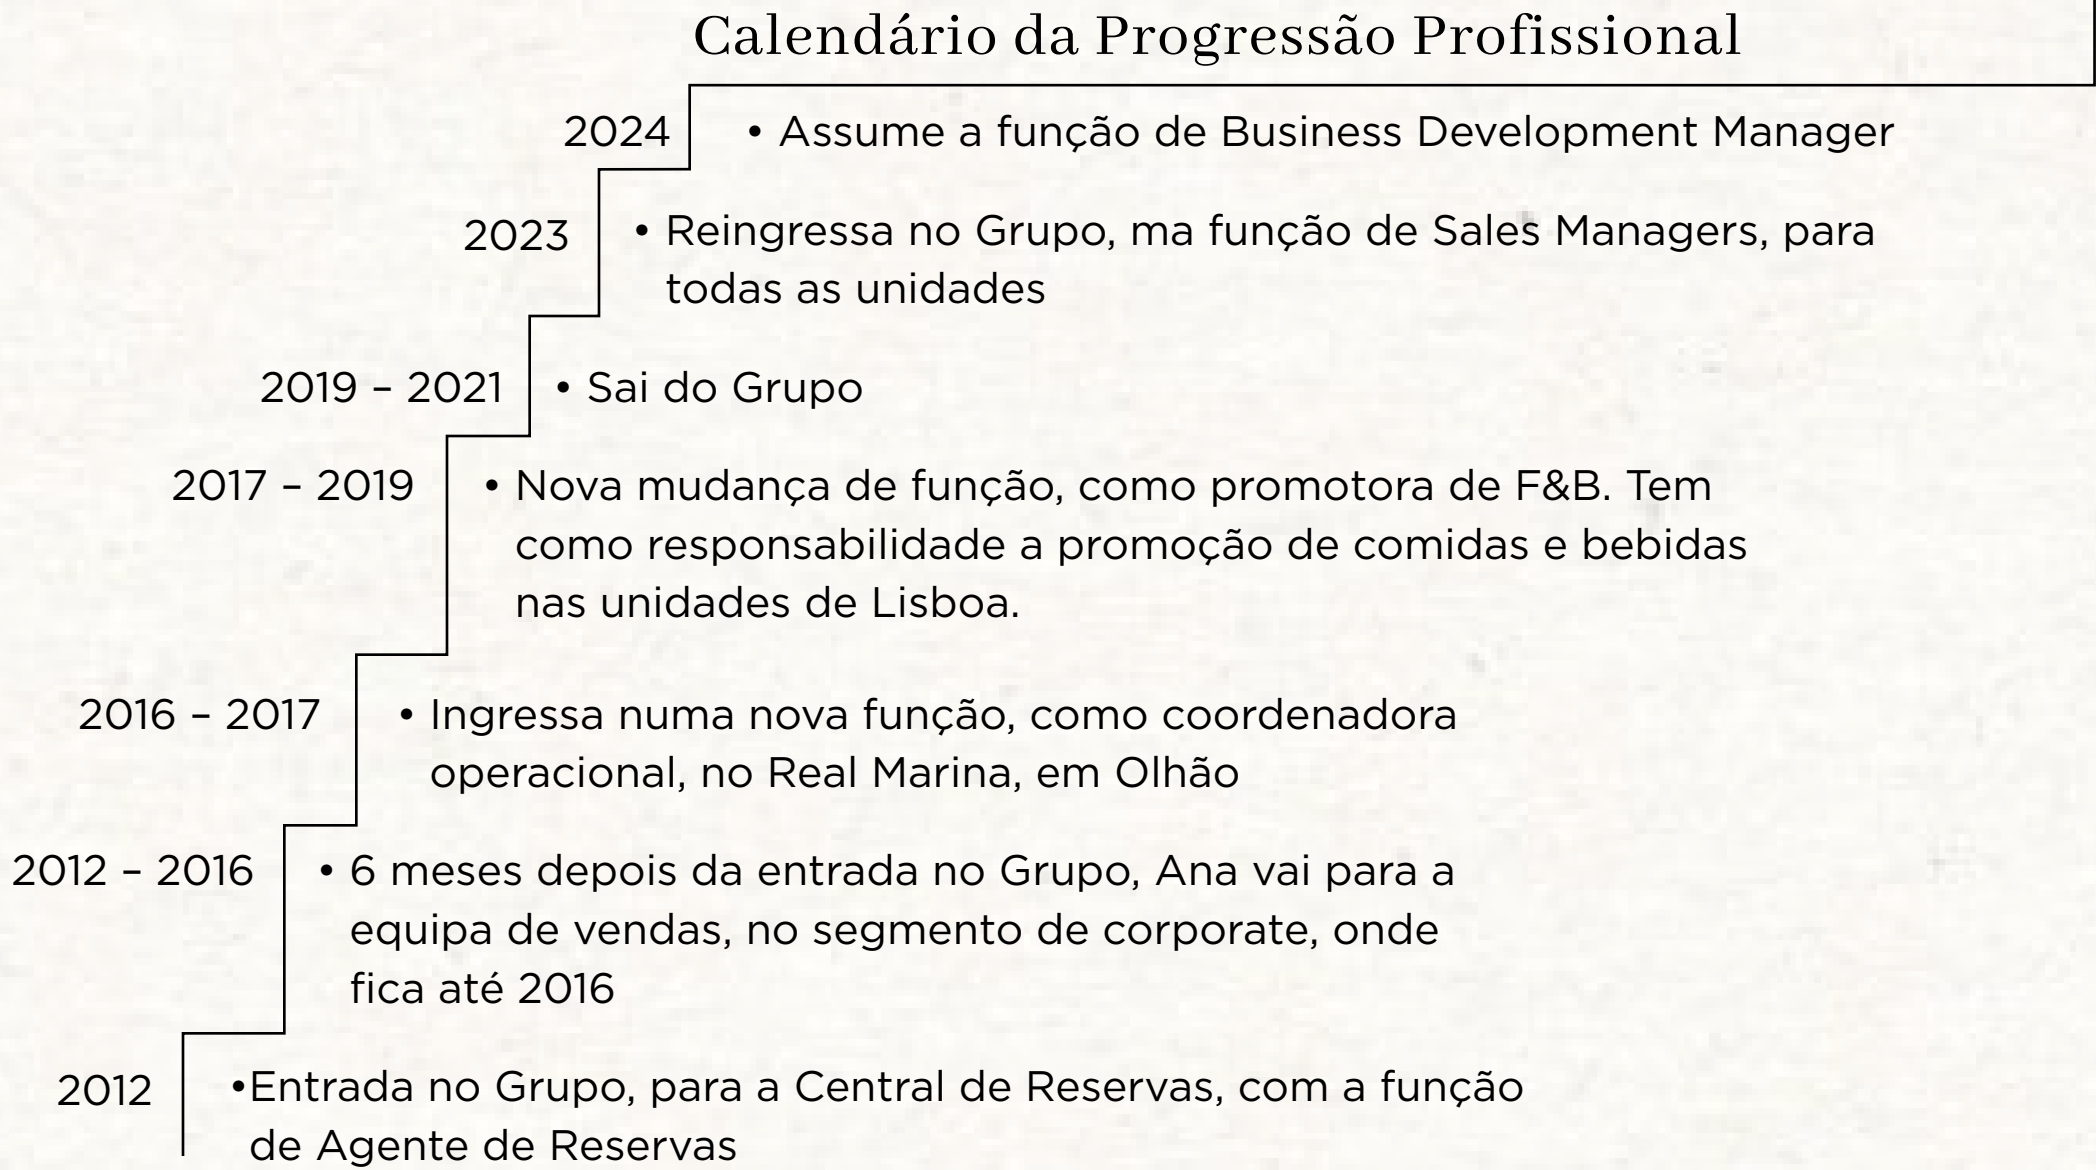 Calendário da Progressão Profissional
2024
• Assume a função de Business Development Manager
2023
• Reingressa no Grupo, ma função de Sales Managers, para
todas as unidades
2019 – 2021
• Sai do Grupo
2017 – 2019
• Nova mudança de função, como promotora de F&B. Tem
como responsabilidade a promoção de comidas e bebidas
nas unidades de Lisboa.
2016 – 2017
• Ingressa numa nova função, como coordenadora
operacional, no Real Marina, em Olhão
2012 – 2016
• 6 meses depois da entrada no Grupo, Ana vai para a
equipa de vendas, no segmento de corporate, onde
fica até 2016
2012
•Entrada no Grupo, para a Central de Reservas, com a função
de Agente de Reservas